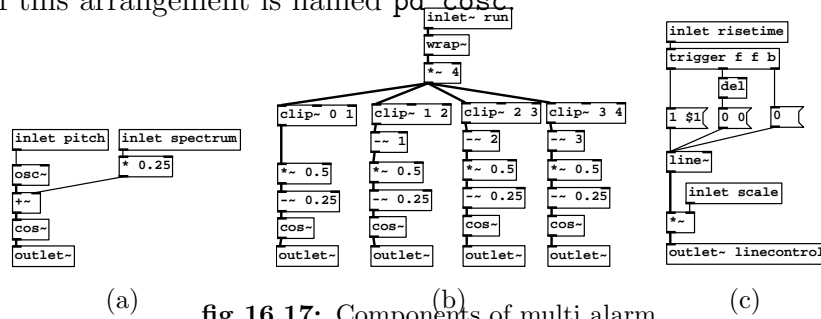 this arrangement is named pd cosc.
inlet~ run
wrap~
*~ 4
clip~ 0 1
clip~ 1 2
clip~ 2 3
clip~ 3 4
-~ 1
-~ 2
-~ 3
*~ 0.5
*~ 0.5
*~ 0.5
*~ 0.5
-~ 0.25
-~ 0.25
-~ 0.25
-~ 0.25
cos~
cos~
cos~
cos~
outlet~
outlet~
outlet~
outlet~
inlet pitch
inlet spectrum
* 0.25
osc~
+~
cos~
outlet~
inlet risetime
trigger f f b
del
1 $1
0 0
0
line~
inlet scale
*~
outlet~ linecontrol
(a)
(b)
(c)
fig 16.17: Components of multi alarm